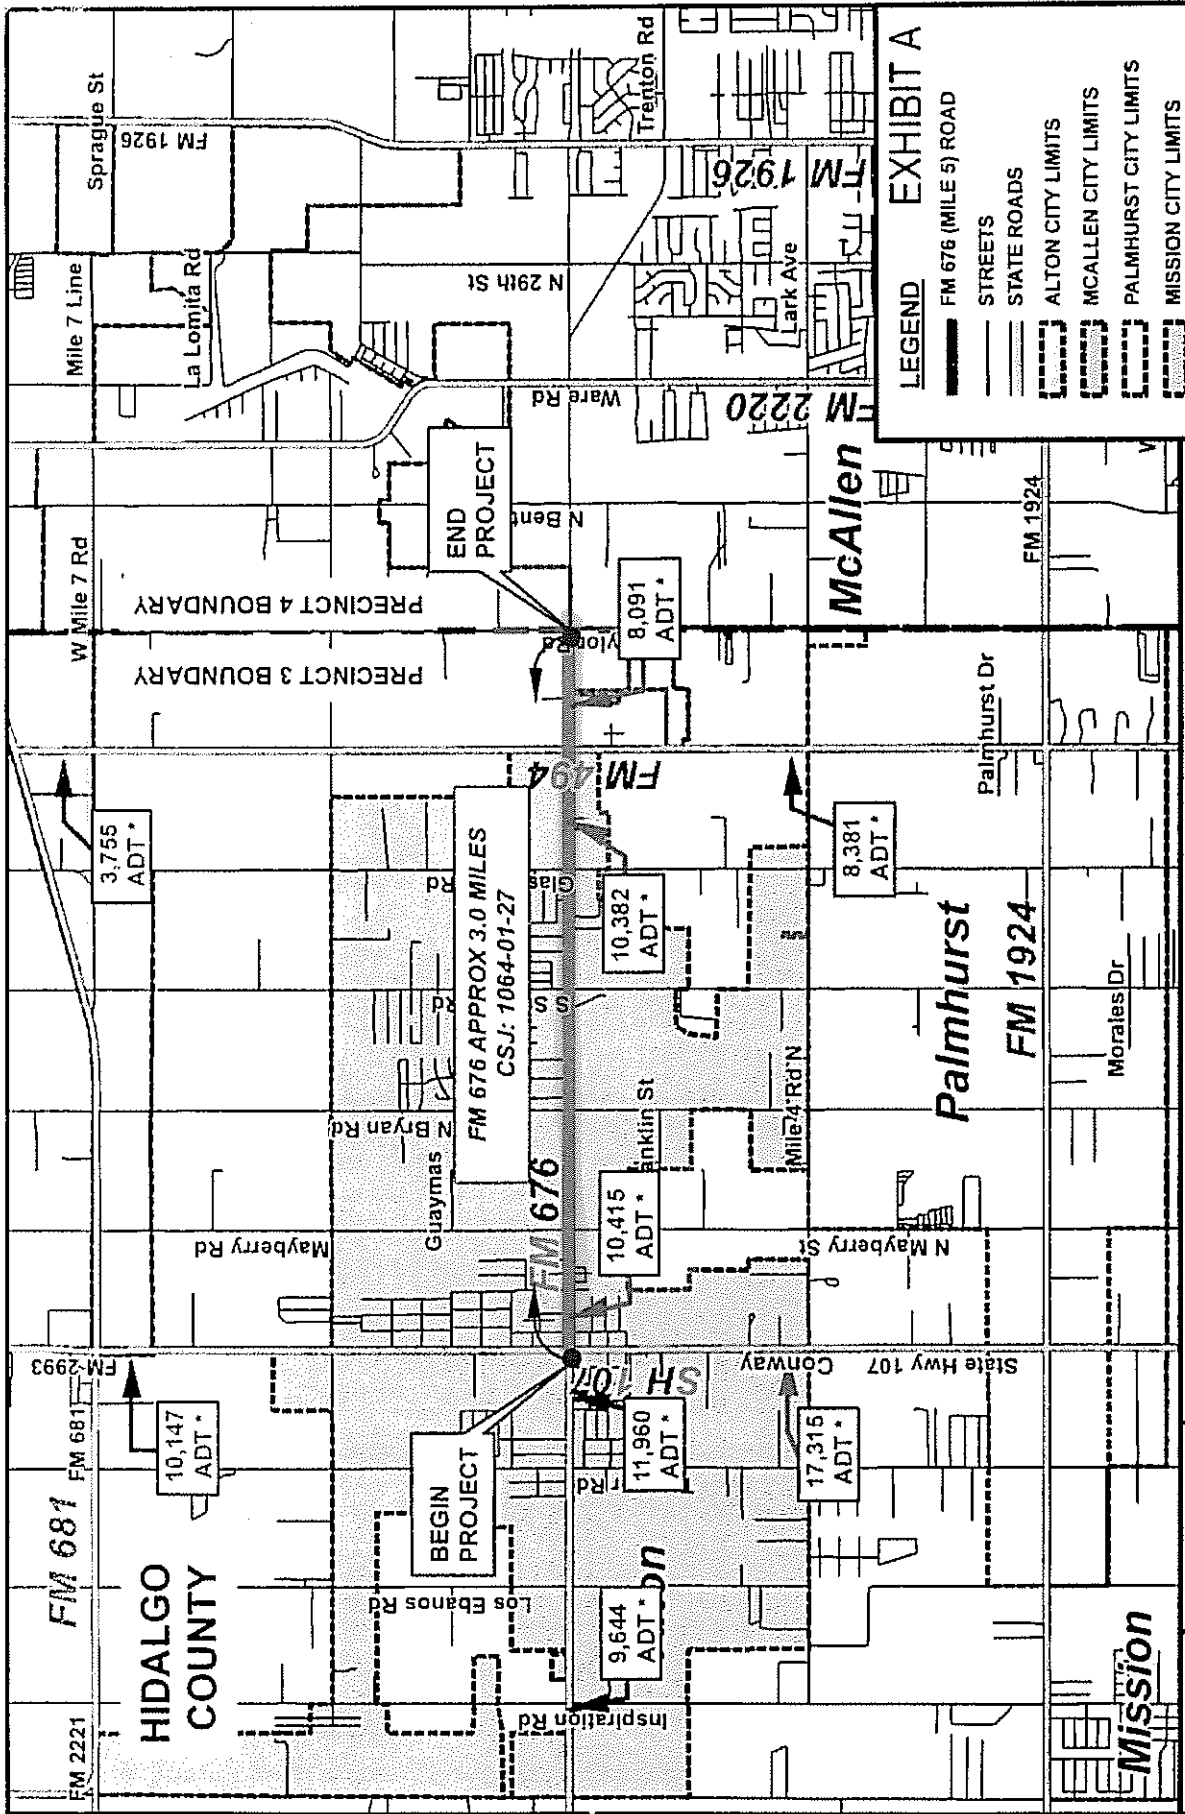 FM 2221
FM 681
FM 681
FM-2993
W Mile 7 Rd
Mile 7 Line
Sprague St
FM 1926
HIDALGO
COUNTY
10,147
ADT *
3,755
ADT *
Mayberry Rd
N Bryan Rd
PRECINCT 3 BOUNDARY
PRECINCT 4 BOUNDARY
La Lomita Rd
Los Ebanos Rd
BEGIN
PROJECT
Guaymas
FM 676
FM 676 APPROX 3.0 MILES
CSJ: 1064-01-27
Rd
Rd
END
PROJECT
N Bent
Ware Rd
N 29th St
Trenton Rd
Inspiration Rd
9,644
ADT *
Rd
11,960
ADT *
SH 107
10,415
ADT *
10,382
ADT *
FM 494
8,091
ADT *
Rd
FM 2220
FM 1926
Lark Ave
17,315
ADT *
Conway
State Hwy 107
N Mayberry St
Mile 4 Rd N
8,381
ADT *
McAllen
Palmhurst
FM 1924
FM 1924
Palmhurst Dr
Morales Dr
Mission
EXHIBIT A
LEGEND
FM 676 (MILE 5) ROAD
STREETS
STATE ROADS
ALTON CITY LIMITS
MCALLEN CITY LIMITS
PALMHURST CITY LIMITS
MISSION CITY LIMITS